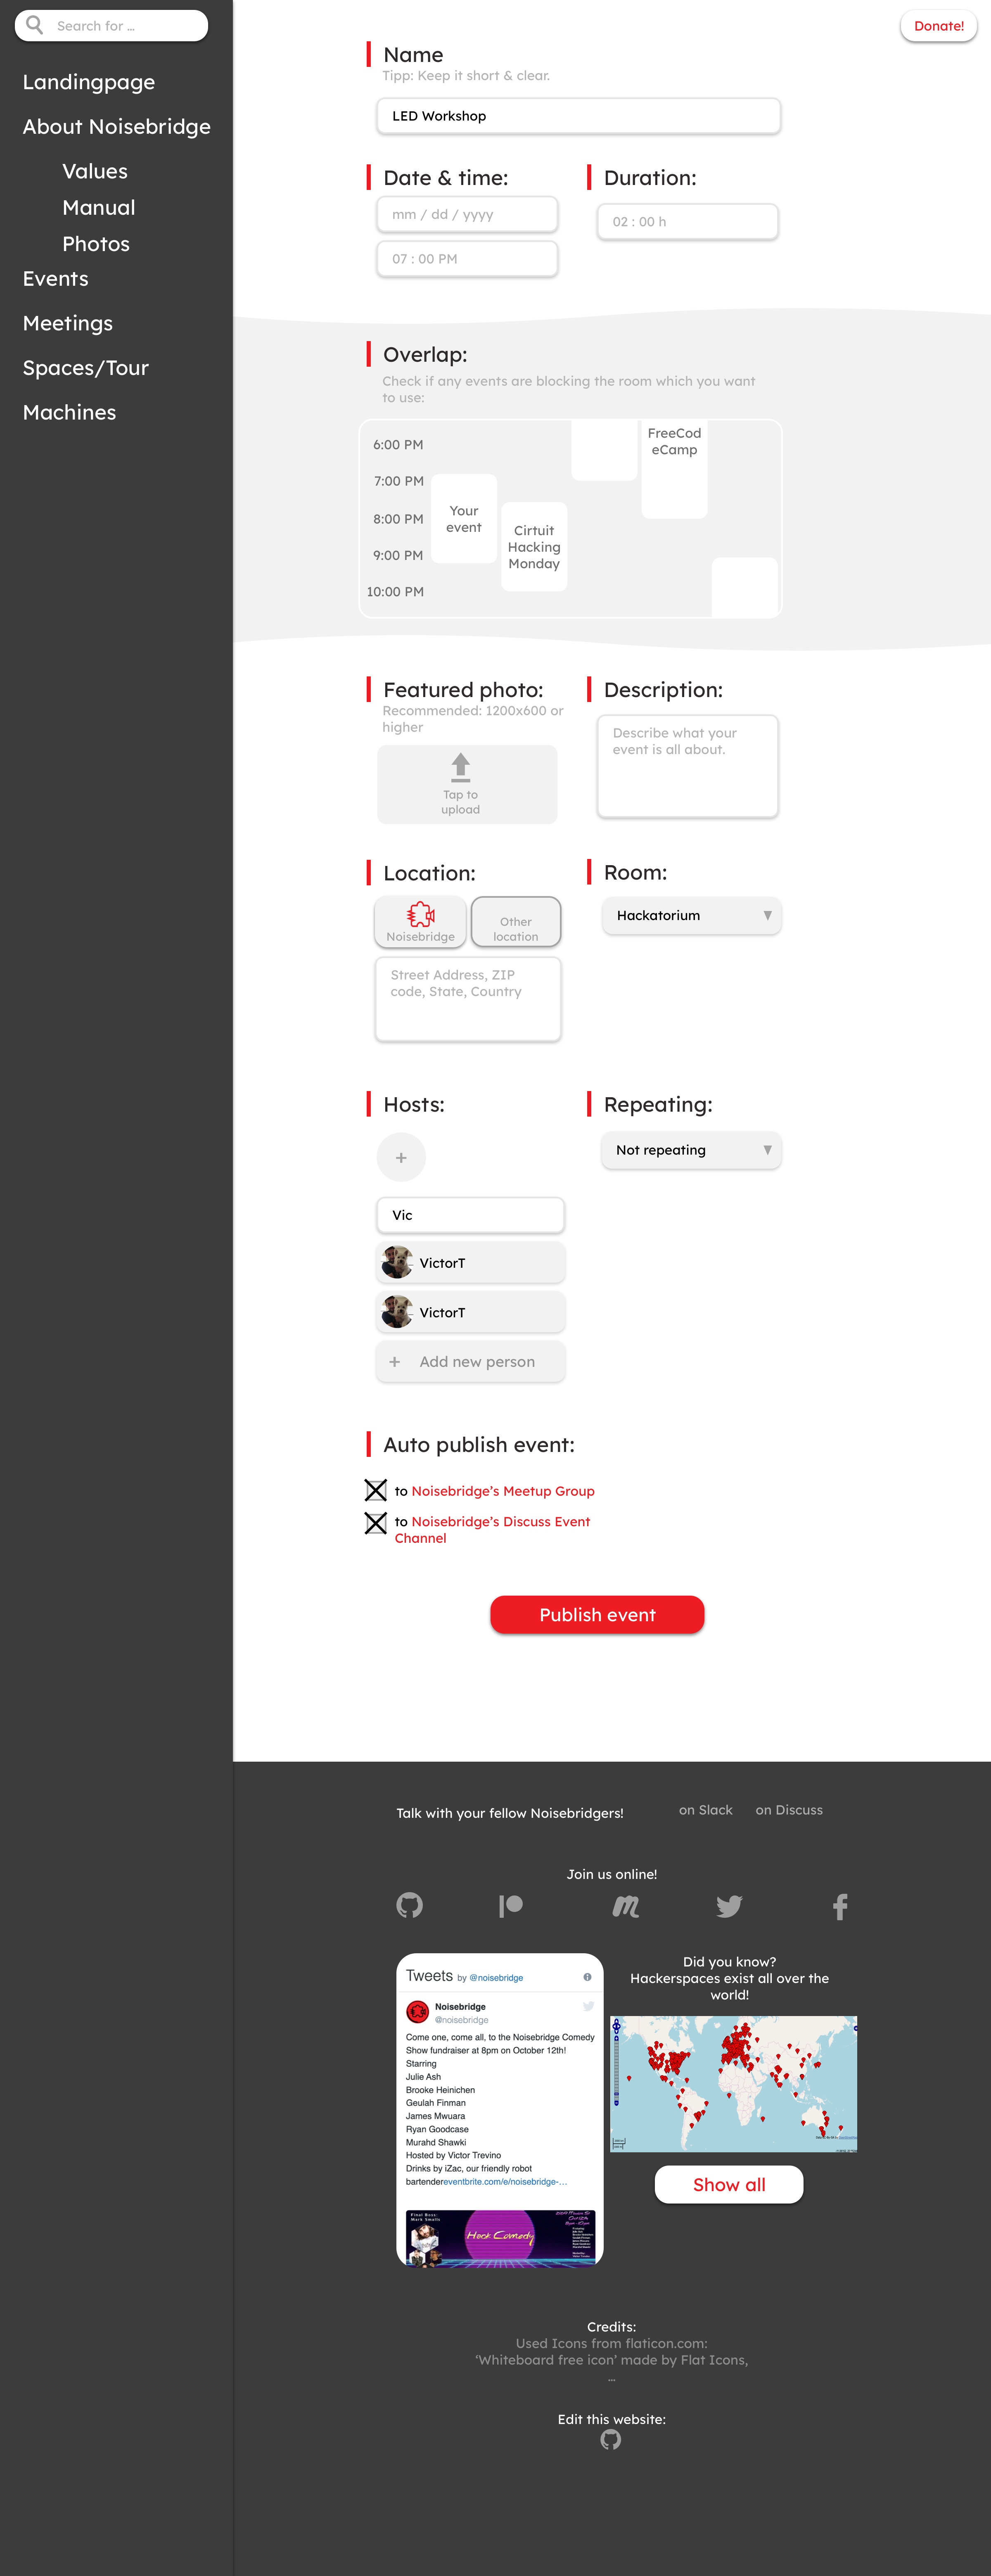 Search for ...
Landingpage
About Noisebridge
Values
Manual
Photos
Events
Meetings
Spaces/Tour
Machines
Donate!
Name
Tipp: Keep it short & clear.
LED Workshop
Date & time:
mm / dd / yyyy
07 : 00 PM
Duration:
02 : 00 h
Overlap:
Check if any events are blocking the room which you want
to use:
6:00 PM
7:00 PM
8:00 PM
9:00 PM
10:00 PM
Your
event
Cirtuit
Hacking
Monday
FreeCod
eCamp
Featured photo:
Recommended: 1200x600 or
higher
Tap to
upload
Description:
Describe what your
event is all about.
Location:
Noisebridge
Other
location
Street Address, ZIP
code, State, Country
Room:
Hackatorium
Hosts:
+
Vic
VictorT
VictorT
+ Add new person
Repeating:
Not repeating
Auto publish event:
to Noisebridge's Meetup Group
to Noisebridge's Discuss Event
Channel
Publish event
Talk with your fellow Noisebridgers!
on Slack
on Discuss
Join us online!
Tweets by @noisebridge
Noisebridge
@noisebridge
Come one, come all, to the Noisebridge Comedy
Show fundraiser at 8pm on October 12th!
Starring
Julie Ash
Brooke Heinichen
Geulah Finman
James Mwuara
Ryan Goodcase
Murahd Shawki
Hosted by Victor Trevino
Drinks by iZac, our friendly robot
bartendereventbrite.com/e/noisebridge-...
Final Boss:
Mark Smalls
Hack Comedy
Did you know?
Hackerspaces exist all over the
world!
Show all
Credits:
Used Icons from flaticon.com:
'Whiteboard free icon' made by Flat Icons,
...
Edit this website: